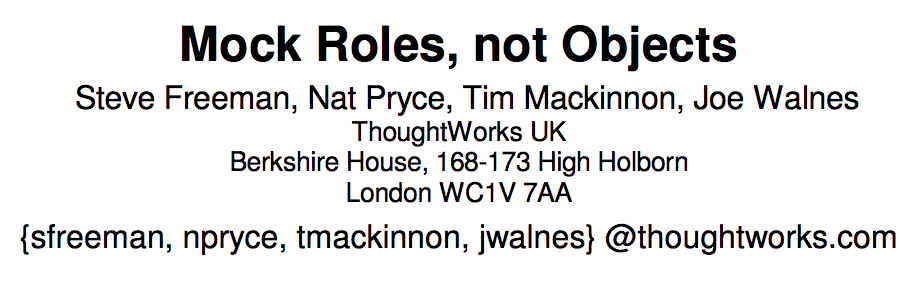 Mock Roles, not Objects
Steve Freeman, Nat Pryce, Tim Mackinnon, Joe Walnes
ThoughtWorks UK
Berkshire House, 168-173 High Holborn
London WC1V 7AA
{sfreeman, npryce, tmackinnon, jwalnes} @thoughtworks.com